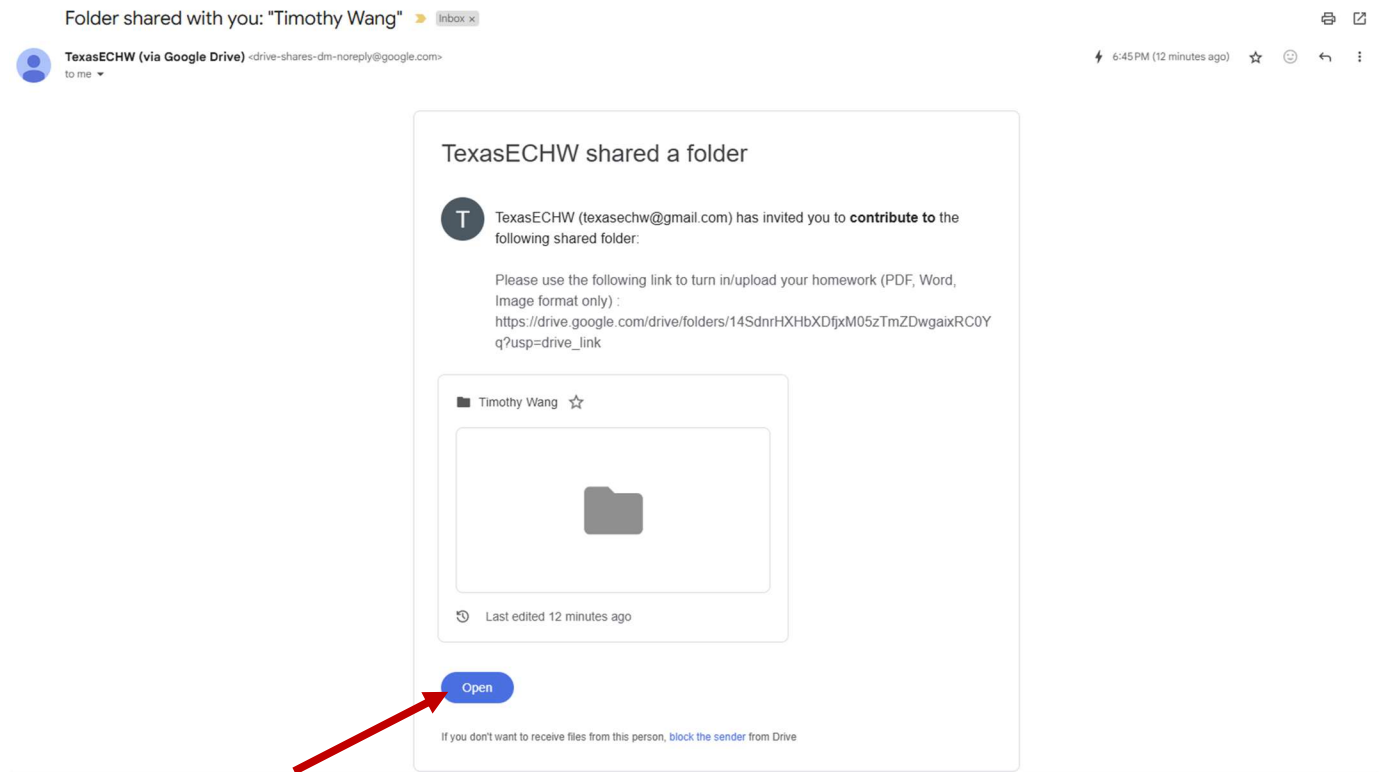 Folder shared with you: "Timothy Wang" Inbox ×
TexasECHW (via Google Drive) <drive-shares-dm-noreply@google.com> 6:45 PM (12 minutes ago)
to me
TexasECHW shared a folder
T
TexasECHW (texasechw@gmail.com) has invited you to contribute to the
following shared folder:
Please use the following link to turn in/upload your homework (PDF, Word,
Image format only) :
https://drive.google.com/drive/folders/14SdnrHXHbXDfjxM05zTmZDwgaixRC0Y
q?usp=drive_link
Timothy Wang
Last edited 12 minutes ago
Open
If you don't want to receive files from this person, block the sender from Drive